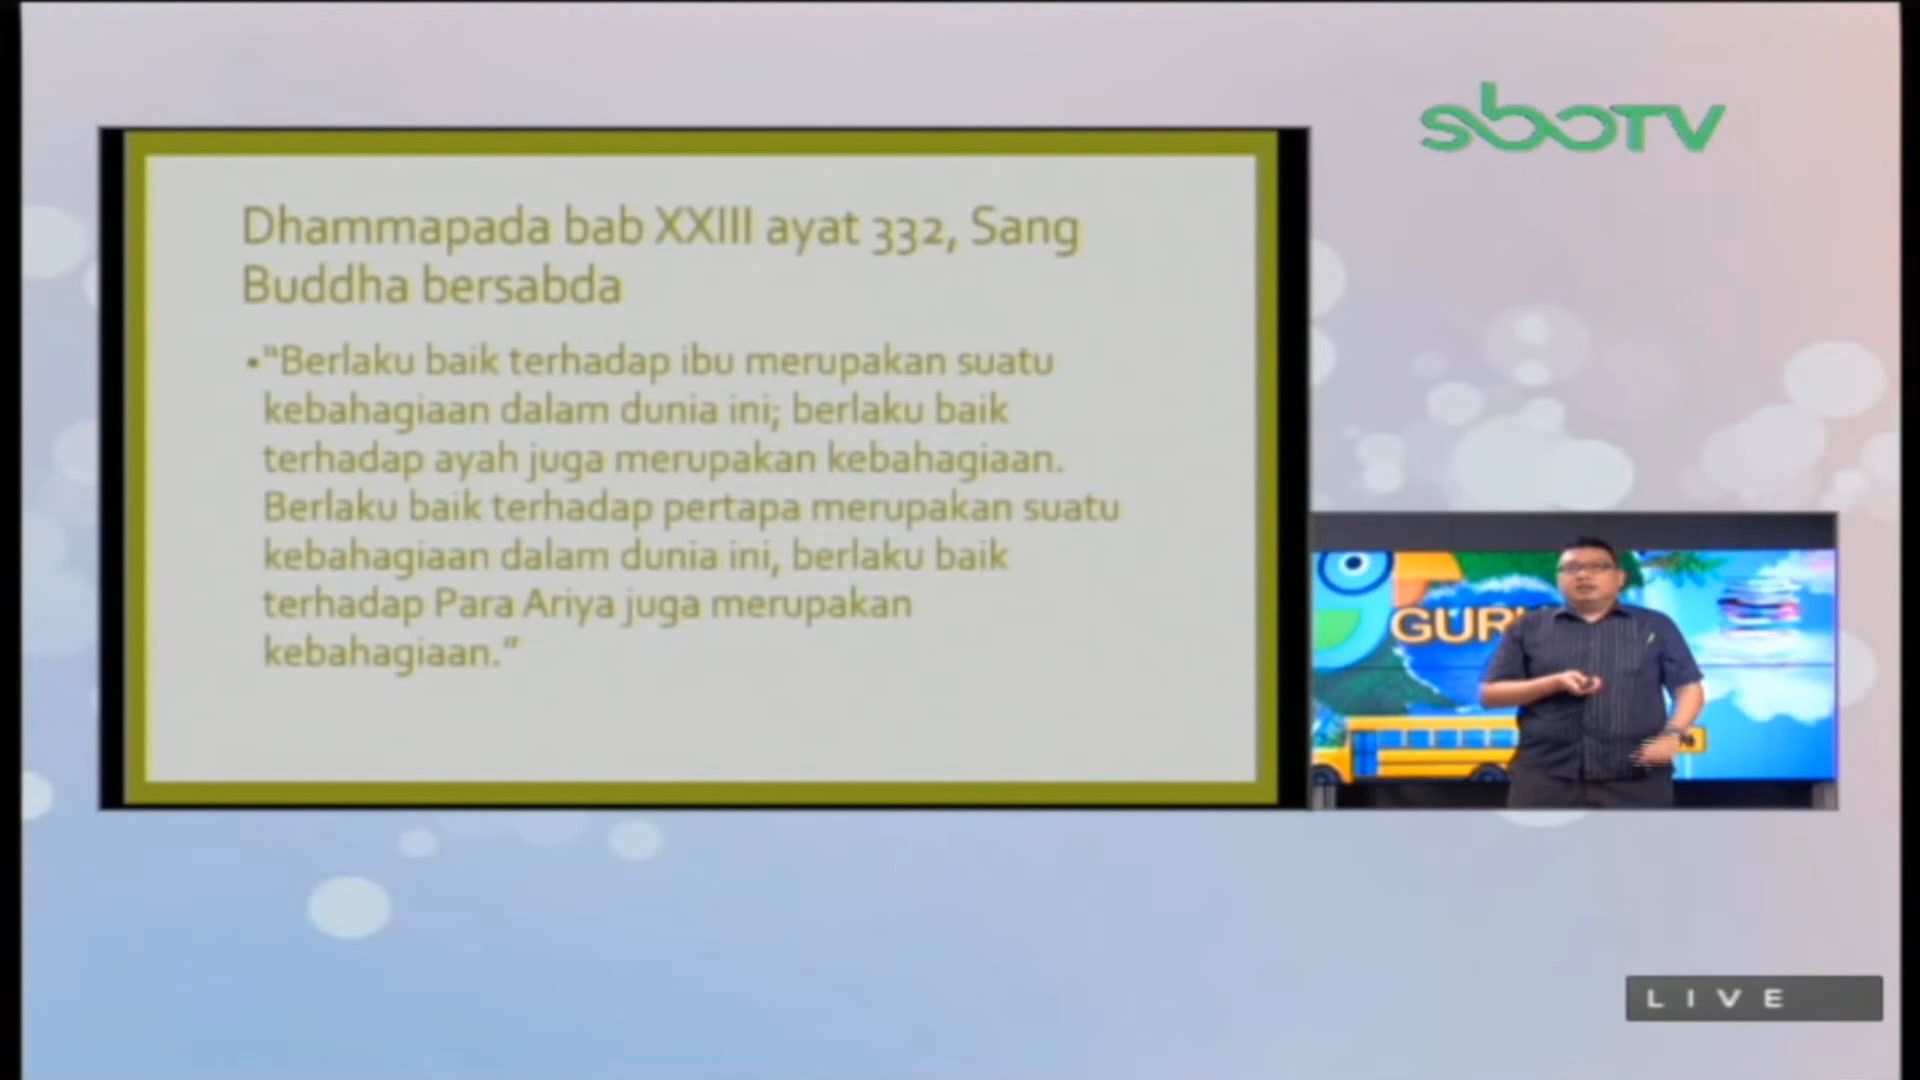 sboTV
Dhammapada bab XXIII ayat 332, Sang
Buddha bersabda
•“Berlaku baik terhadap ibu merupakan suatu
kebahagiaan dalam dunia ini; berlaku baik
terhadap ayah juga merupakan kebahagiaan.
Berlaku baik terhadap pertapa merupakan suatu
kebahagiaan dalam dunia ini, berlaku baik
terhadap Para Ariya juga merupakan
kebahagiaan.”
LIVE